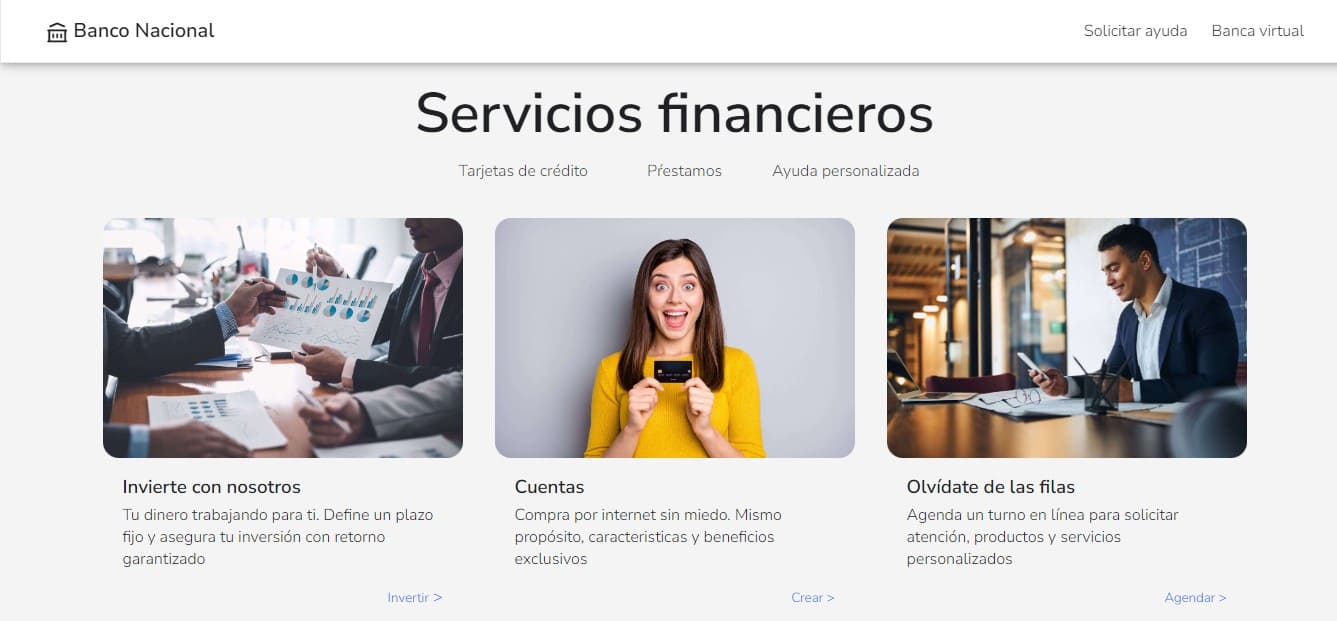 Banco Nacional
Solicitar ayuda
Banca virtual
Servicios financieros
Tarjetas de crédito
Pŕestamos
Ayuda personalizada
Invierte con nosotros
Tu dinero trabajando para ti. Define un plazo
fijo y asegura tu inversión con retorno
garantizado
Invertir >
Cuentas
Compra por internet sin miedo. Mismo
propósito, caracteristicas y beneficios
exclusivos
Crear >
Olvídate de las filas
Agenda un turno en línea para solicitar
atención, productos y servicios
personalizados
Agendar >